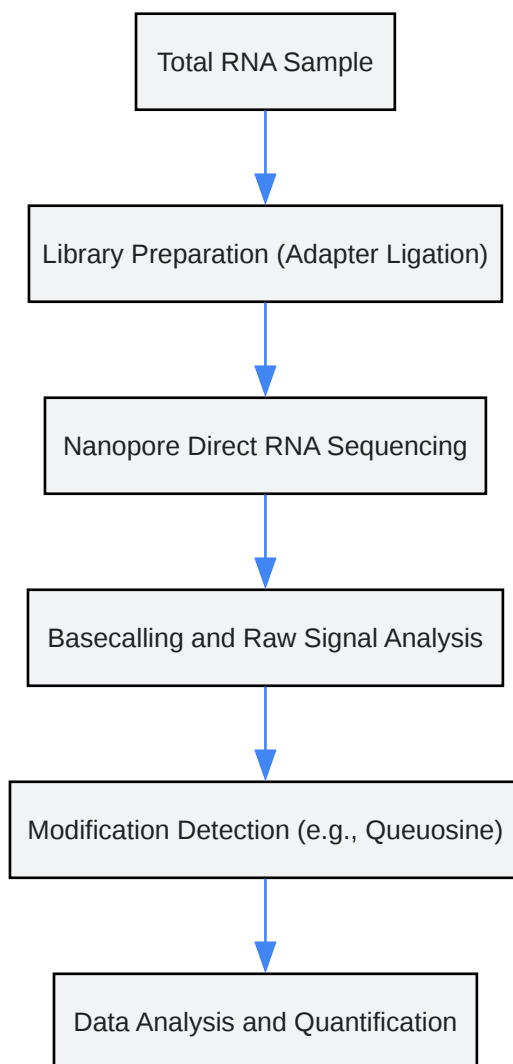 Total RNA Sample
Library Preparation (Adapter Ligation)
Nanopore Direct RNA Sequencing
Basecalling and Raw Signal Analysis
Modification Detection (e.g., Queuosine)
Data Analysis and Quantification